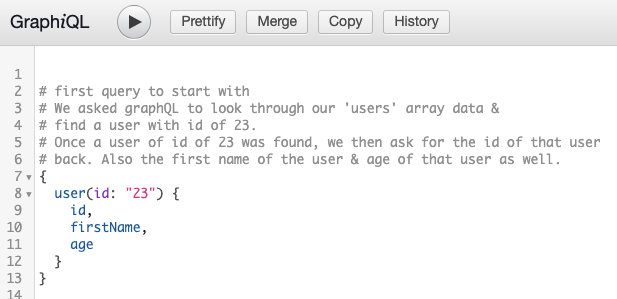 GraphiQL Prettify Merge Copy History
1
2 # first query to start with
3 # We asked graphQL to look through our 'users' array data &
4 # find a user with id of 23.
5 # Once a user of id of 23 was found, we then ask for the id of that user
6 # back. Also the first name of the user & age of that user as well.
7 {
8 user(id: "23") {
9 id,
10 firstName,
11 age
12 }
13 }
14